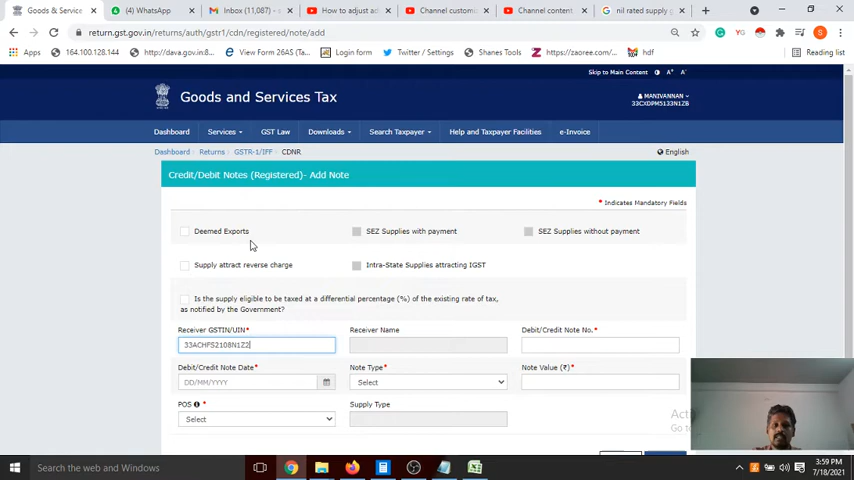 Goods & Service
WhatsApp
Inbox (11,087) -
How to adjust ad
Channel custom
Channel content
nil rated supply g
return.gst.gov.in/returns/auth/gstr1/cdn/registered/note/add
Apps
164.100.128.144
http://dava.gov.in/d...
View Form 26AS (T...
Login form
Twitter / Settings
Shanes Tools
https://zaoree.com/...
hdf
Reading list
Skip to Main Content
A+
A-
Goods and Services Tax
MANIVANNAN
33CXDPM5133N1ZB
Dashboard
Services
GST Law
Downloads
Search Taxpayer
Help and Taxpayer Facilities
e-Invoice
Dashboard
Returns
GSTR-1/IFF
CDNR
English
Credit/Debit Notes (Registered)- Add Note
* Indicates Mandatory Fields
Deemed Exports
SEZ Supplies with payment
SEZ Supplies without payment
Supply attract reverse charge
Intra-State Supplies attracting IGST
Is the supply eligible to be taxed at a differential percentage (%) of the existing rate of tax,
as notified by the Government?
Receiver GSTIN/UIN*
Receiver Name
Debit/Credit Note No.*
33ACHFS2108N1Z2
Debit/Credit Note Date*
Note Type*
Note Value (₹)*
DD/MM/YYYY
Select
POS *
Supply Type
Select
Acti
Go to
Search the web and Windows
3:59 PM
7/18/2021